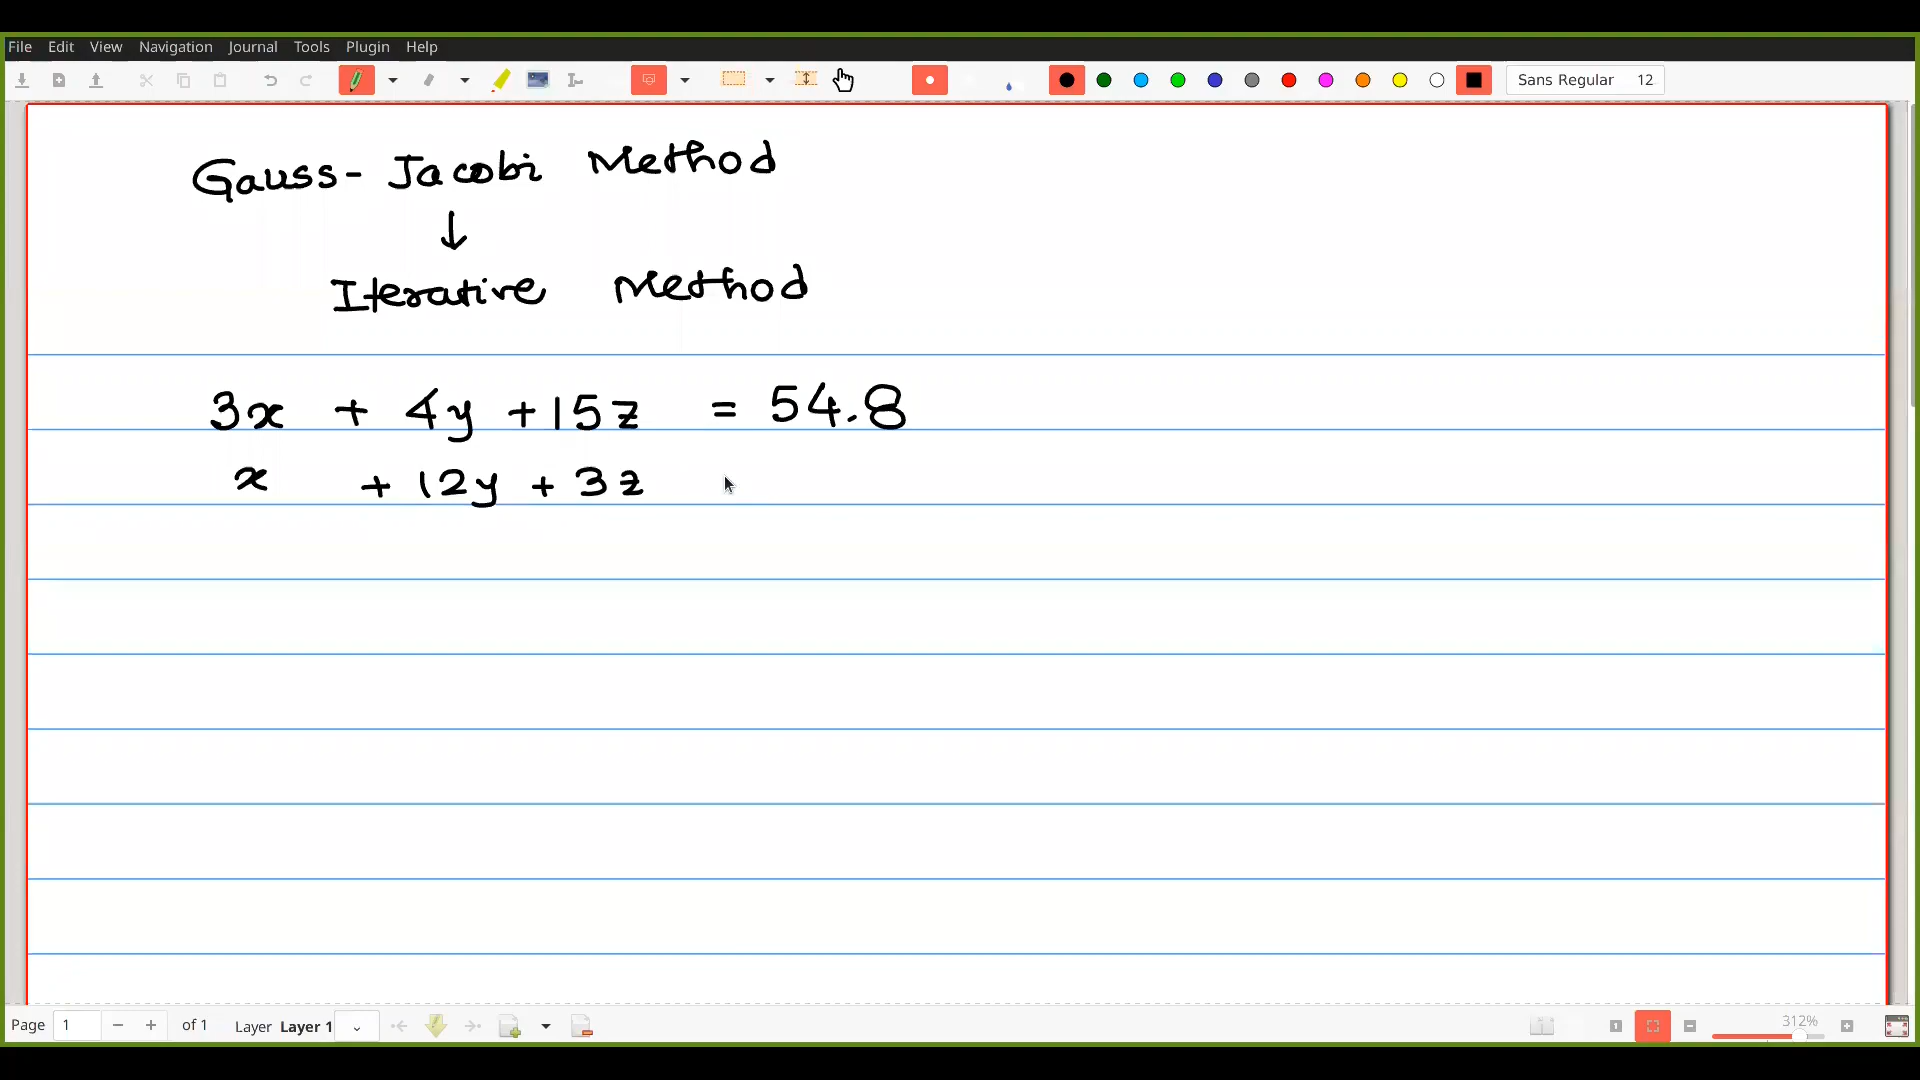 File Edit View Navigation Journal Tools Plugin Help
Sans Regular 12
Gauss- Jacobi Method
↓
Iterative Method
3x + 4y + 15z = 54.8
x + 12y + 3z
Page 1 of 1 Layer Layer 1 312%